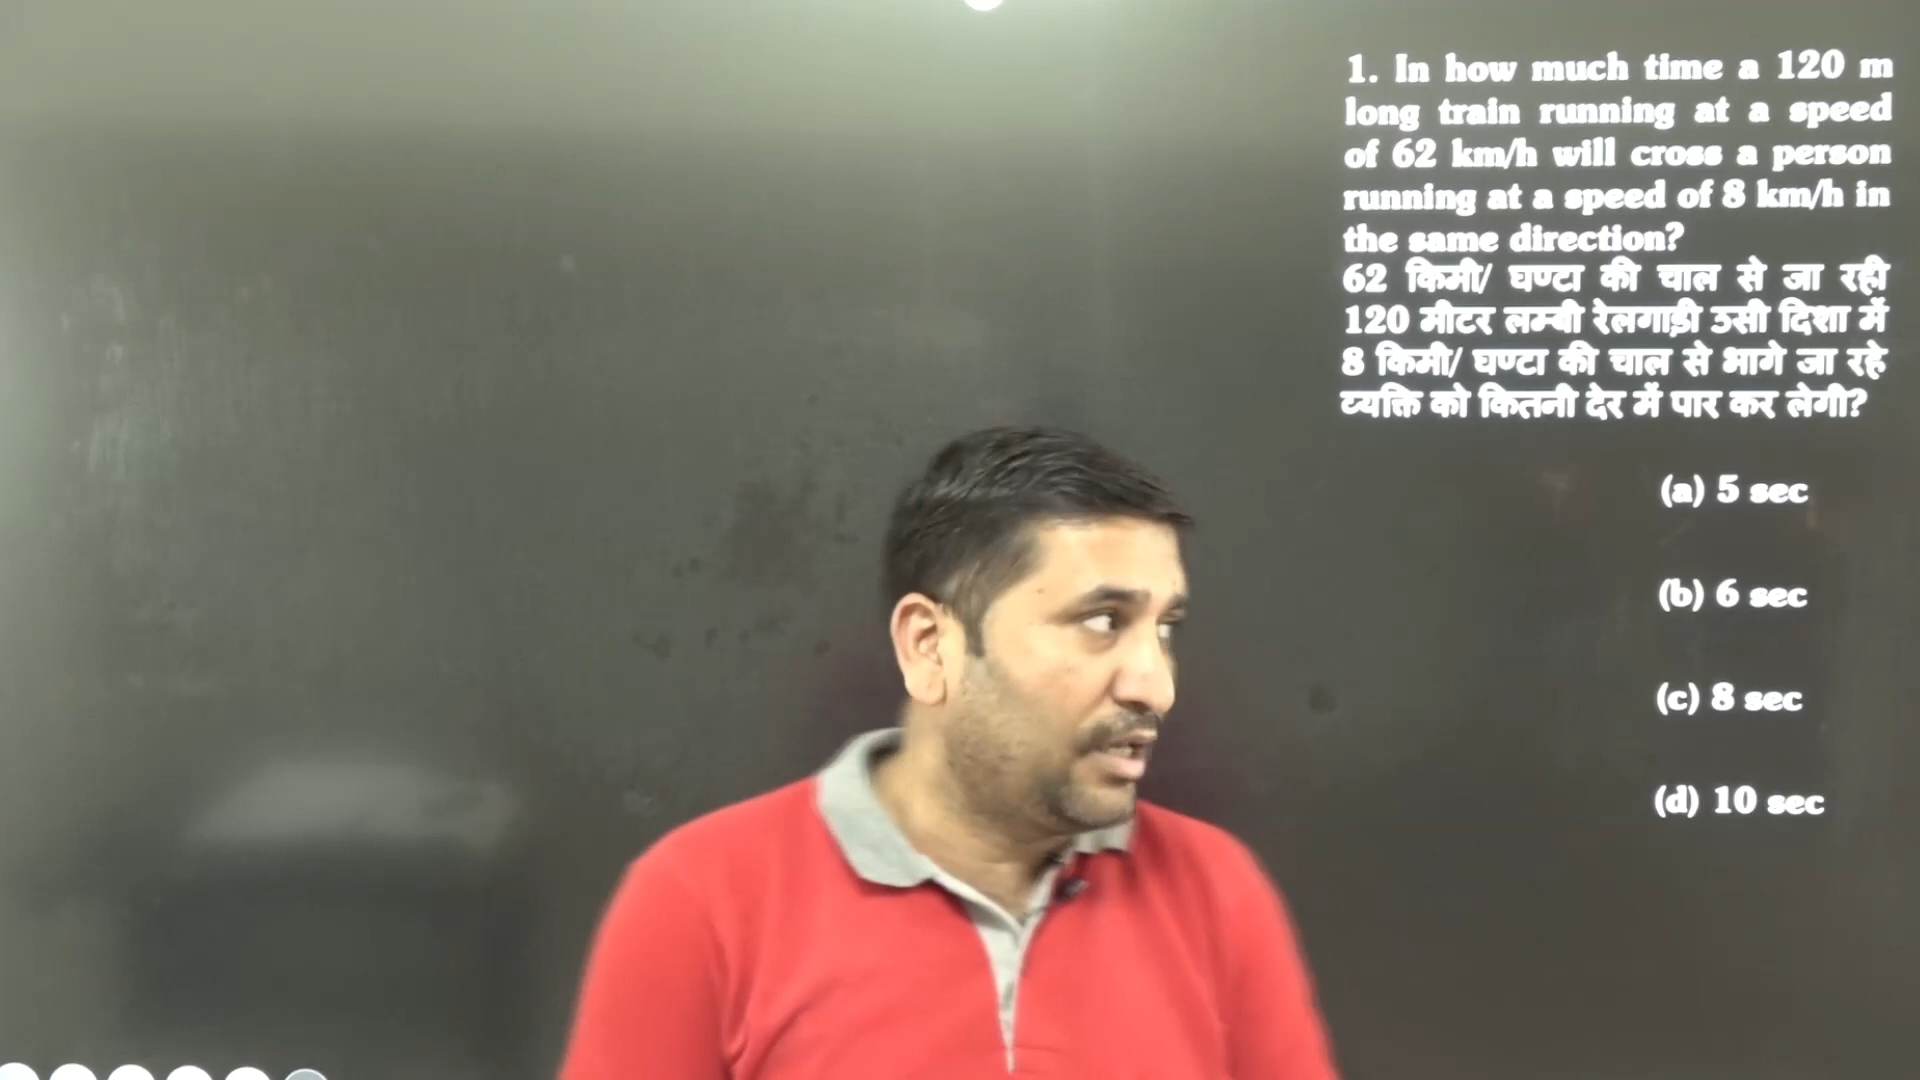 1. In how much time a 120 m
long train running at a speed
of 62 km/h will cross a person
running at a speed of 8 km/h in
the same direction?
62 किमी/ घण्टा की चाल से जा रही
120 मीटर लम्बी रेलगाड़ी उसी दिशा में
8 किमी/ घण्टा की चाल से भागे जा रहे
व्यक्ति को कितनी देर में पार कर लेगी?
(a) 5 sec
(b) 6 sec
(c) 8 sec
(d) 10 sec